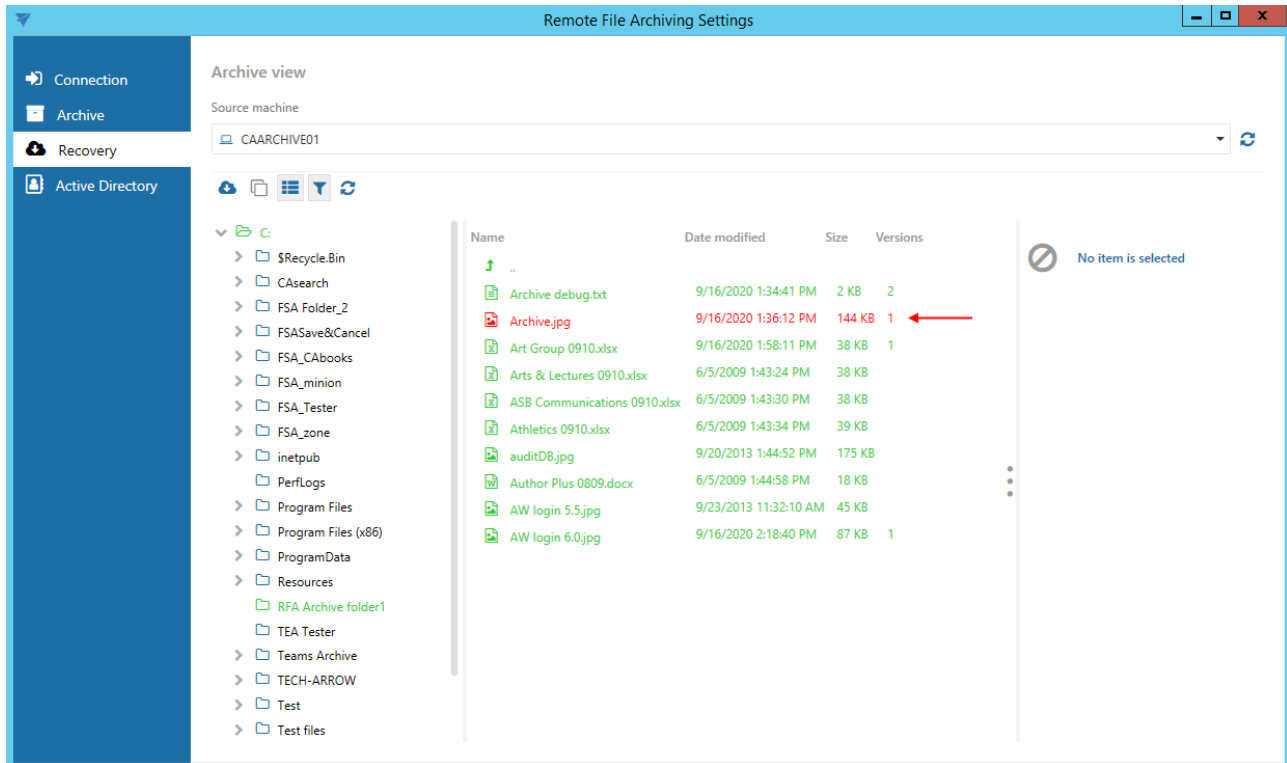 Remote File Archiving Settings
Connection
Archive
Recovery
Active Directory
Archive view
Source machine
CAARCHIVE01
C:
$Recycle.Bin
CAsearch
FSA Folder_2
FSASave&Cancel
FSA_CAbooks
FSA_minion
FSA_Tester
FSA_zone
inetpub
PerfLogs
Program Files
Program Files (x86)
ProgramData
Resources
RFA Archive folder1
TEA Tester
Teams Archive
TECH-ARROW
Test
Test files
Name Date modified Size Versions
..
Archive debug.txt 9/16/2020 1:34:41 PM 2 KB 2
Archive.jpg 9/16/2020 1:36:12 PM 144 KB 1
Art Group 0910.xlsx 9/16/2020 1:58:11 PM 38 KB 1
Arts & Lectures 0910.xlsx 6/5/2009 1:43:24 PM 38 KB
ASB Communications 0910.xlsx 6/5/2009 1:43:30 PM 38 KB
Athletics 0910.xlsx 6/5/2009 1:43:34 PM 39 KB
auditDB.jpg 9/20/2013 1:44:52 PM 175 KB
Author Plus 0809.docx 6/5/2009 1:44:58 PM 18 KB
AW login 5.5.jpg 9/23/2013 11:32:10 AM 45 KB
AW login 6.0.jpg 9/16/2020 2:18:40 PM 87 KB 1
No item is selected